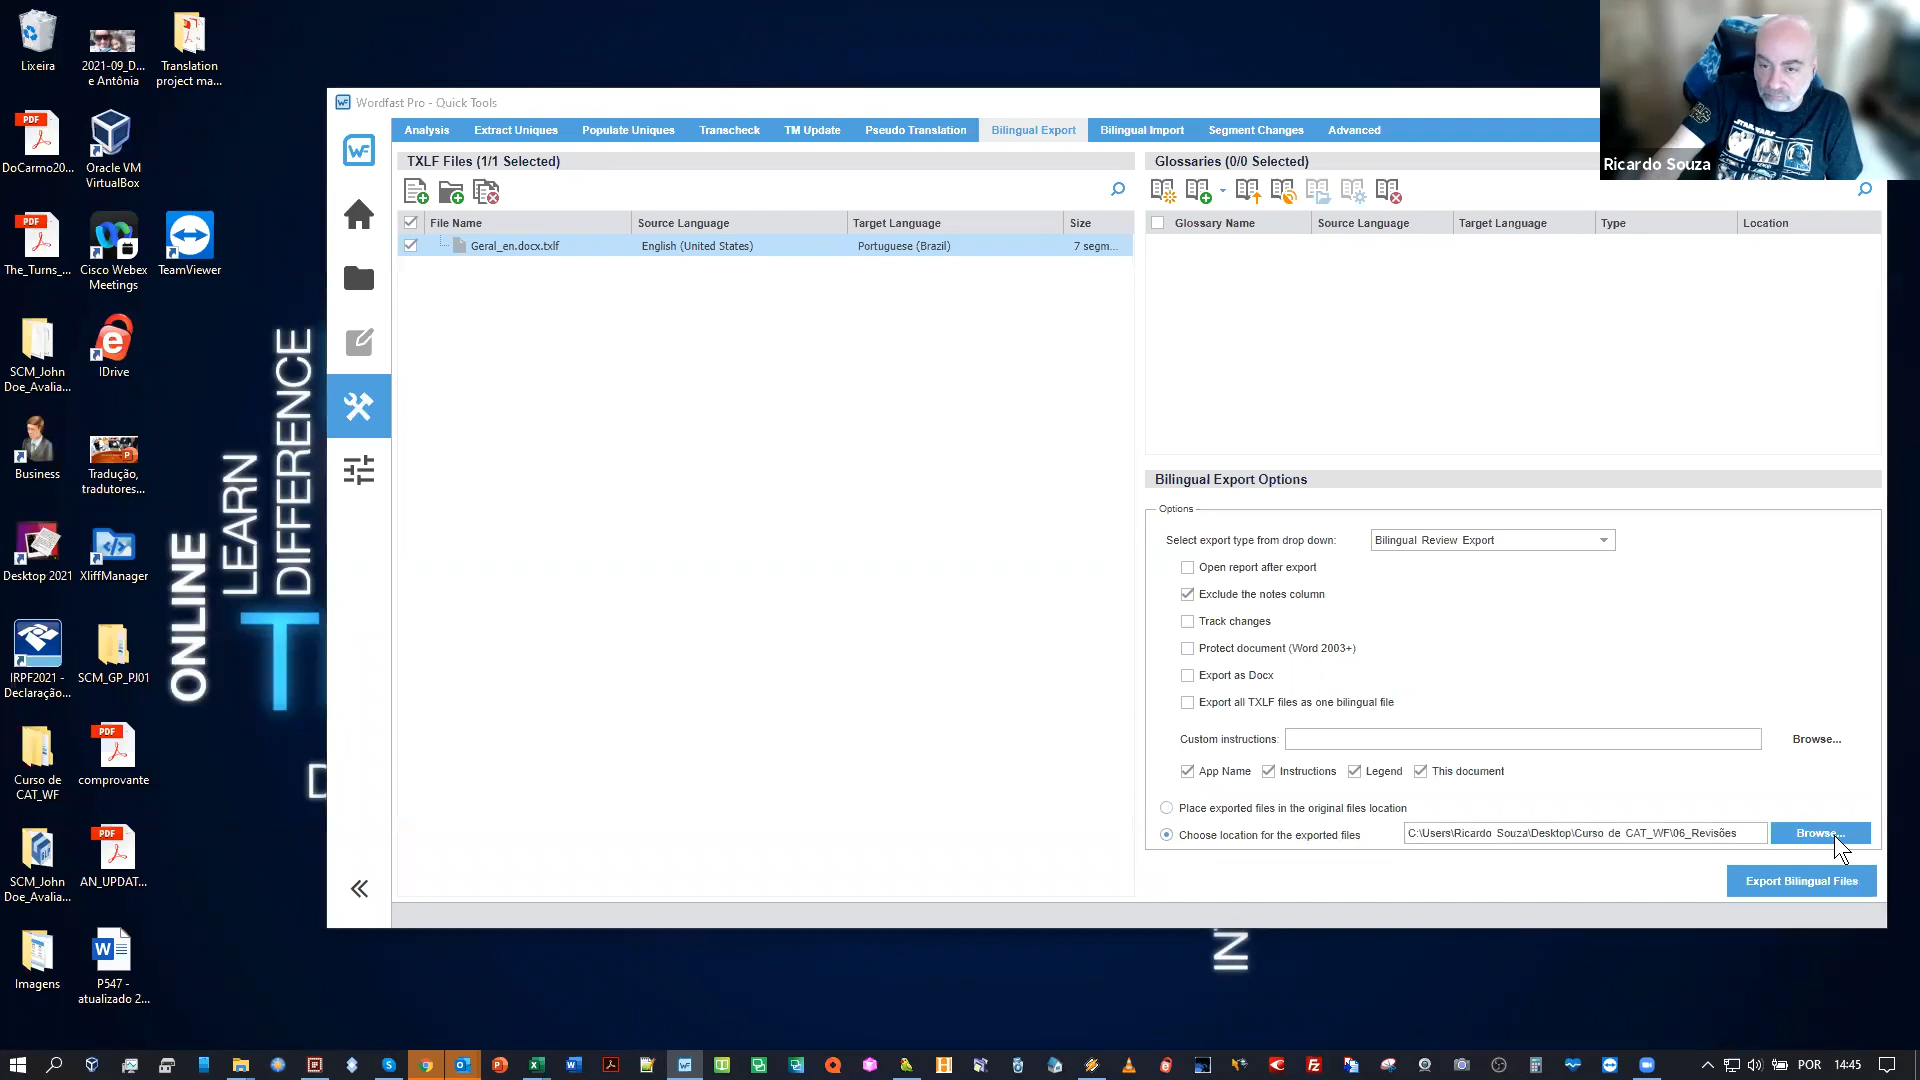 Lixeira
2021-09_D...
e Antônia
Translation
project ma...
DoCarmo20...
Oracle VM
VirtualBox
The_Turns_...
Cisco Webex
Meetings
TeamViewer
SCM_John
Doe_Avalia...
IDrive
Business
Tradução,
tradutores...
Desktop 2021
XliffManager
IRPF2021 -
Declaração...
SCM_GP_PJ01
Curso de
CAT_WF
comprovante
SCM_John
Doe_Avalia...
AN_UPDAT...
Imagens
P547 -
atualizado 2...
PDF
PDF
PDF
PDF
ONLINE
LEARN
DIFFERENCE
T
D
IN
Wordfast Pro - Quick Tools
WF
Analysis
Extract Uniques
Populate Uniques
Transcheck
TM Update
Pseudo Translation
Bilingual Export
Bilingual Import
Segment Changes
Advanced
TXLF Files (1/1 Selected)
File Name
Source Language
Target Language
Size
Geral_en.docx.txlf
English (United States)
Portuguese (Brazil)
7 segm...
Glossaries (0/0 Selected)
Glossary Name
Source Language
Target Language
Type
Location
Bilingual Export Options
Options
Select export type from drop down:
Bilingual Review Export
Open report after export
Exclude the notes column
Track changes
Protect document (Word 2003+)
Export as Docx
Export all TXLF files as one bilingual file
Custom instructions:
Browse...
App Name
Instructions
Legend
This document
Place exported files in the original files location
Choose location for the exported files
C:\Users\Ricardo Souza\Desktop\Curso de CAT_WF\06_Revisões
Browse...
Export Bilingual Files
STAR WARS
Ricardo Souza
POR
14:45